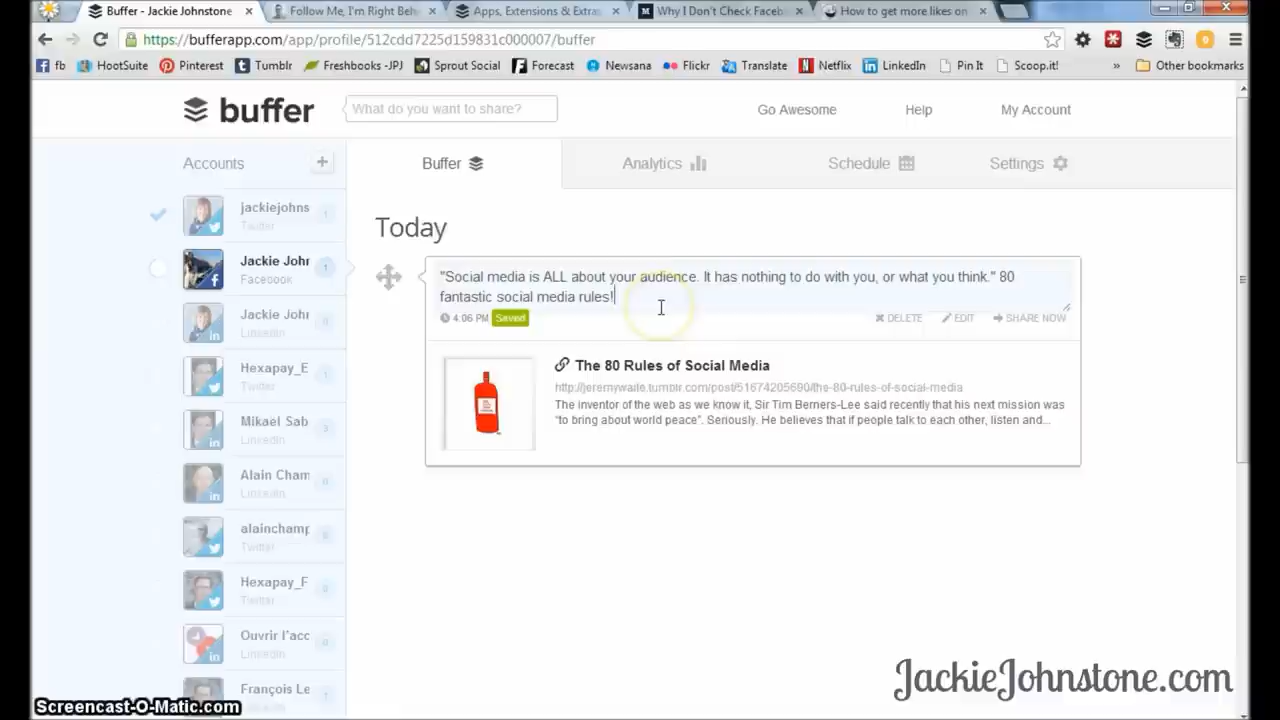 Buffer - Jackie Johnstone
Follow Me, I'm Right Beh
Apps, Extensions & Extras
Why I Don't Check Faceb
How to get more likes on
https://bufferapp.com/app/profile/512cdd7225d159831c000007/buffer
fb HootSuite Pinterest Tumblr Freshbooks -JPJ Sprout Social Forecast Newsana Flickr Translate Netflix LinkedIn Pin It Scoop.it! » Other bookmarks
buffer
What do you want to share?
Go Awesome Help My Account
Accounts +
Buffer Analytics Schedule Settings
jackiejohns
Twitter
1
Jackie Johr
Facebook
1
Jackie Johr
LinkedIn
0
Hexapay_E
Twitter
1
Mikael Sab
LinkedIn
Alain Cham
LinkedIn
0
alainchamp
Twitter
Hexapay_F
Twitter
0
Ouvrir l'acc
LinkedIn
0
François Le
Today
"Social media is ALL about your audience. It has nothing to do with you, or what you think." 80
fantastic social media rules!
4:06 PM Saved DELETE EDIT SHARE NOW
The 80 Rules of Social Media
http://jeremywaite.tumblr.com/post/51674205690/the-80-rules-of-social-media
The inventor of the web as we know it, Sir Tim Berners-Lee said recently that his next mission was
"to bring about world peace". Seriously. He believes that if people talk to each other, listen and...
JackieJohnstone.com
Screencast-O-Matic.com